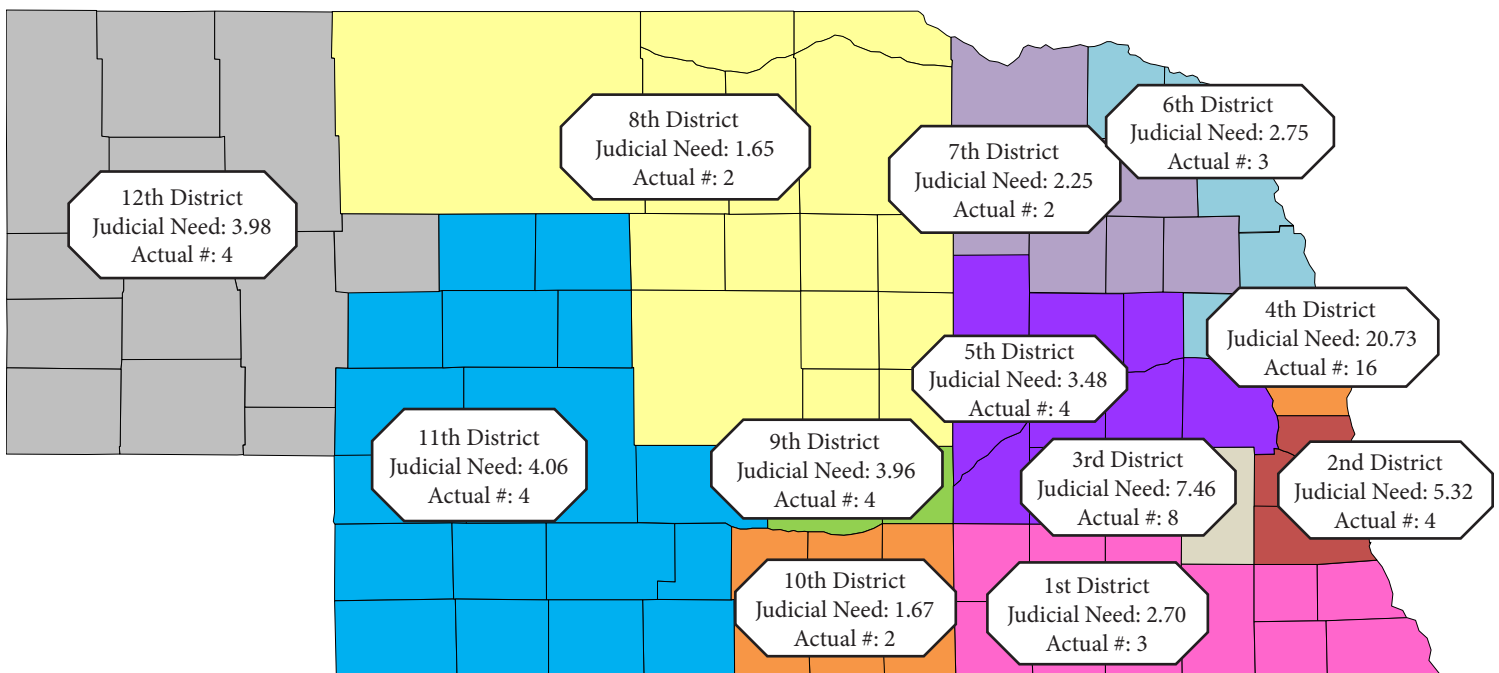 8th District
Judicial Need: 1.65
Actual #: 2
6th District
Judicial Need: 2.75
Actual #: 3
7th District
Judicial Need: 2.25
Actual #: 2
12th District
Judicial Need: 3.98
Actual #: 4
4th District
Judicial Need: 20.73
Actual #: 16
5th District
Judicial Need: 3.48
Actual #: 4
11th District
Judicial Need: 4.06
Actual #: 4
9th District
Judicial Need: 3.96
Actual #: 4
3rd District
Judicial Need: 7.46
Actual #: 8
2nd District
Judicial Need: 5.32
Actual #: 4
10th District
Judicial Need: 1.67
Actual #: 2
1st District
Judicial Need: 2.70
Actual #: 3